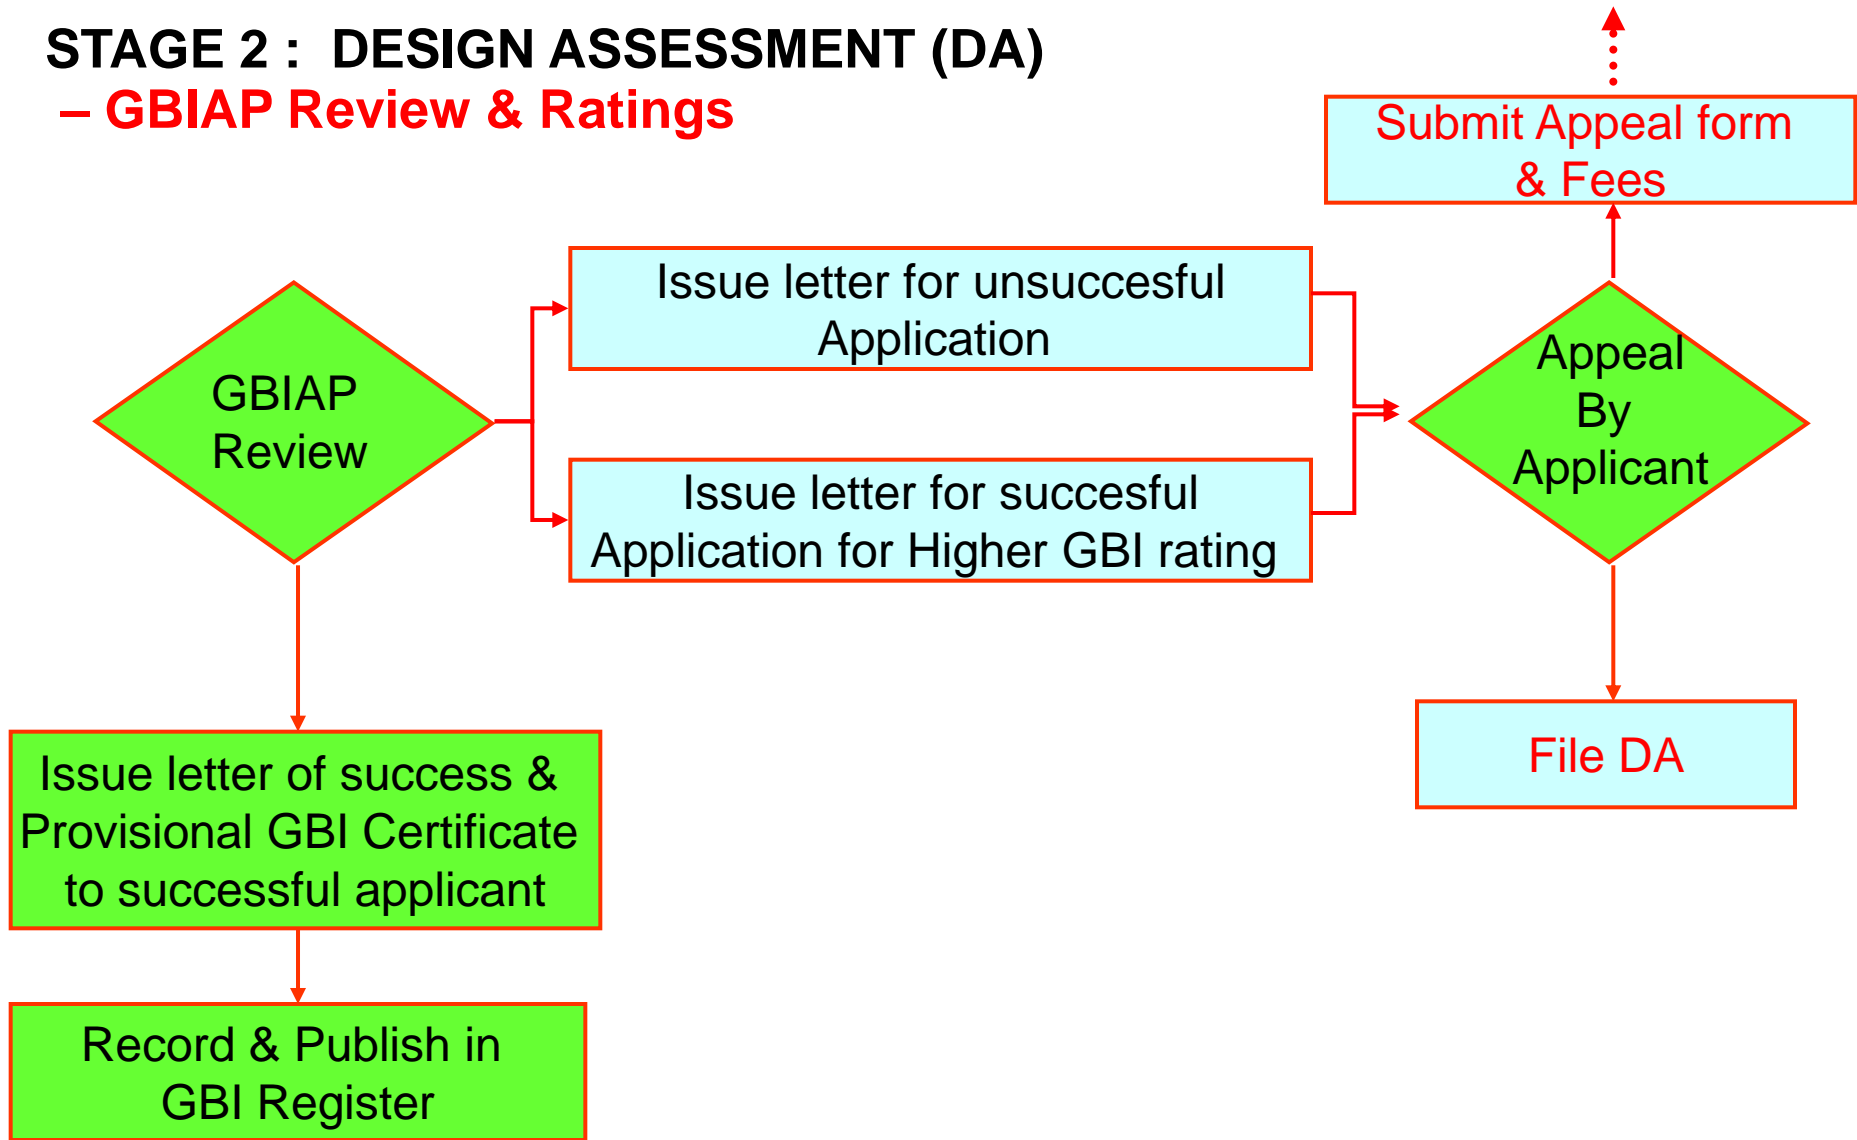 STAGE 2 :  DESIGN ASSESSMENT (DA)
– GBIAP Review & Ratings
Submit Appeal form
& Fees
Issue letter for unsuccesful
Application
GBIAP
Review
Appeal
By
Applicant
Issue letter for succesful
Application for Higher GBI rating
Issue letter of success &
Provisional GBI Certificate
to successful applicant
File DA
Record & Publish in
GBI Register